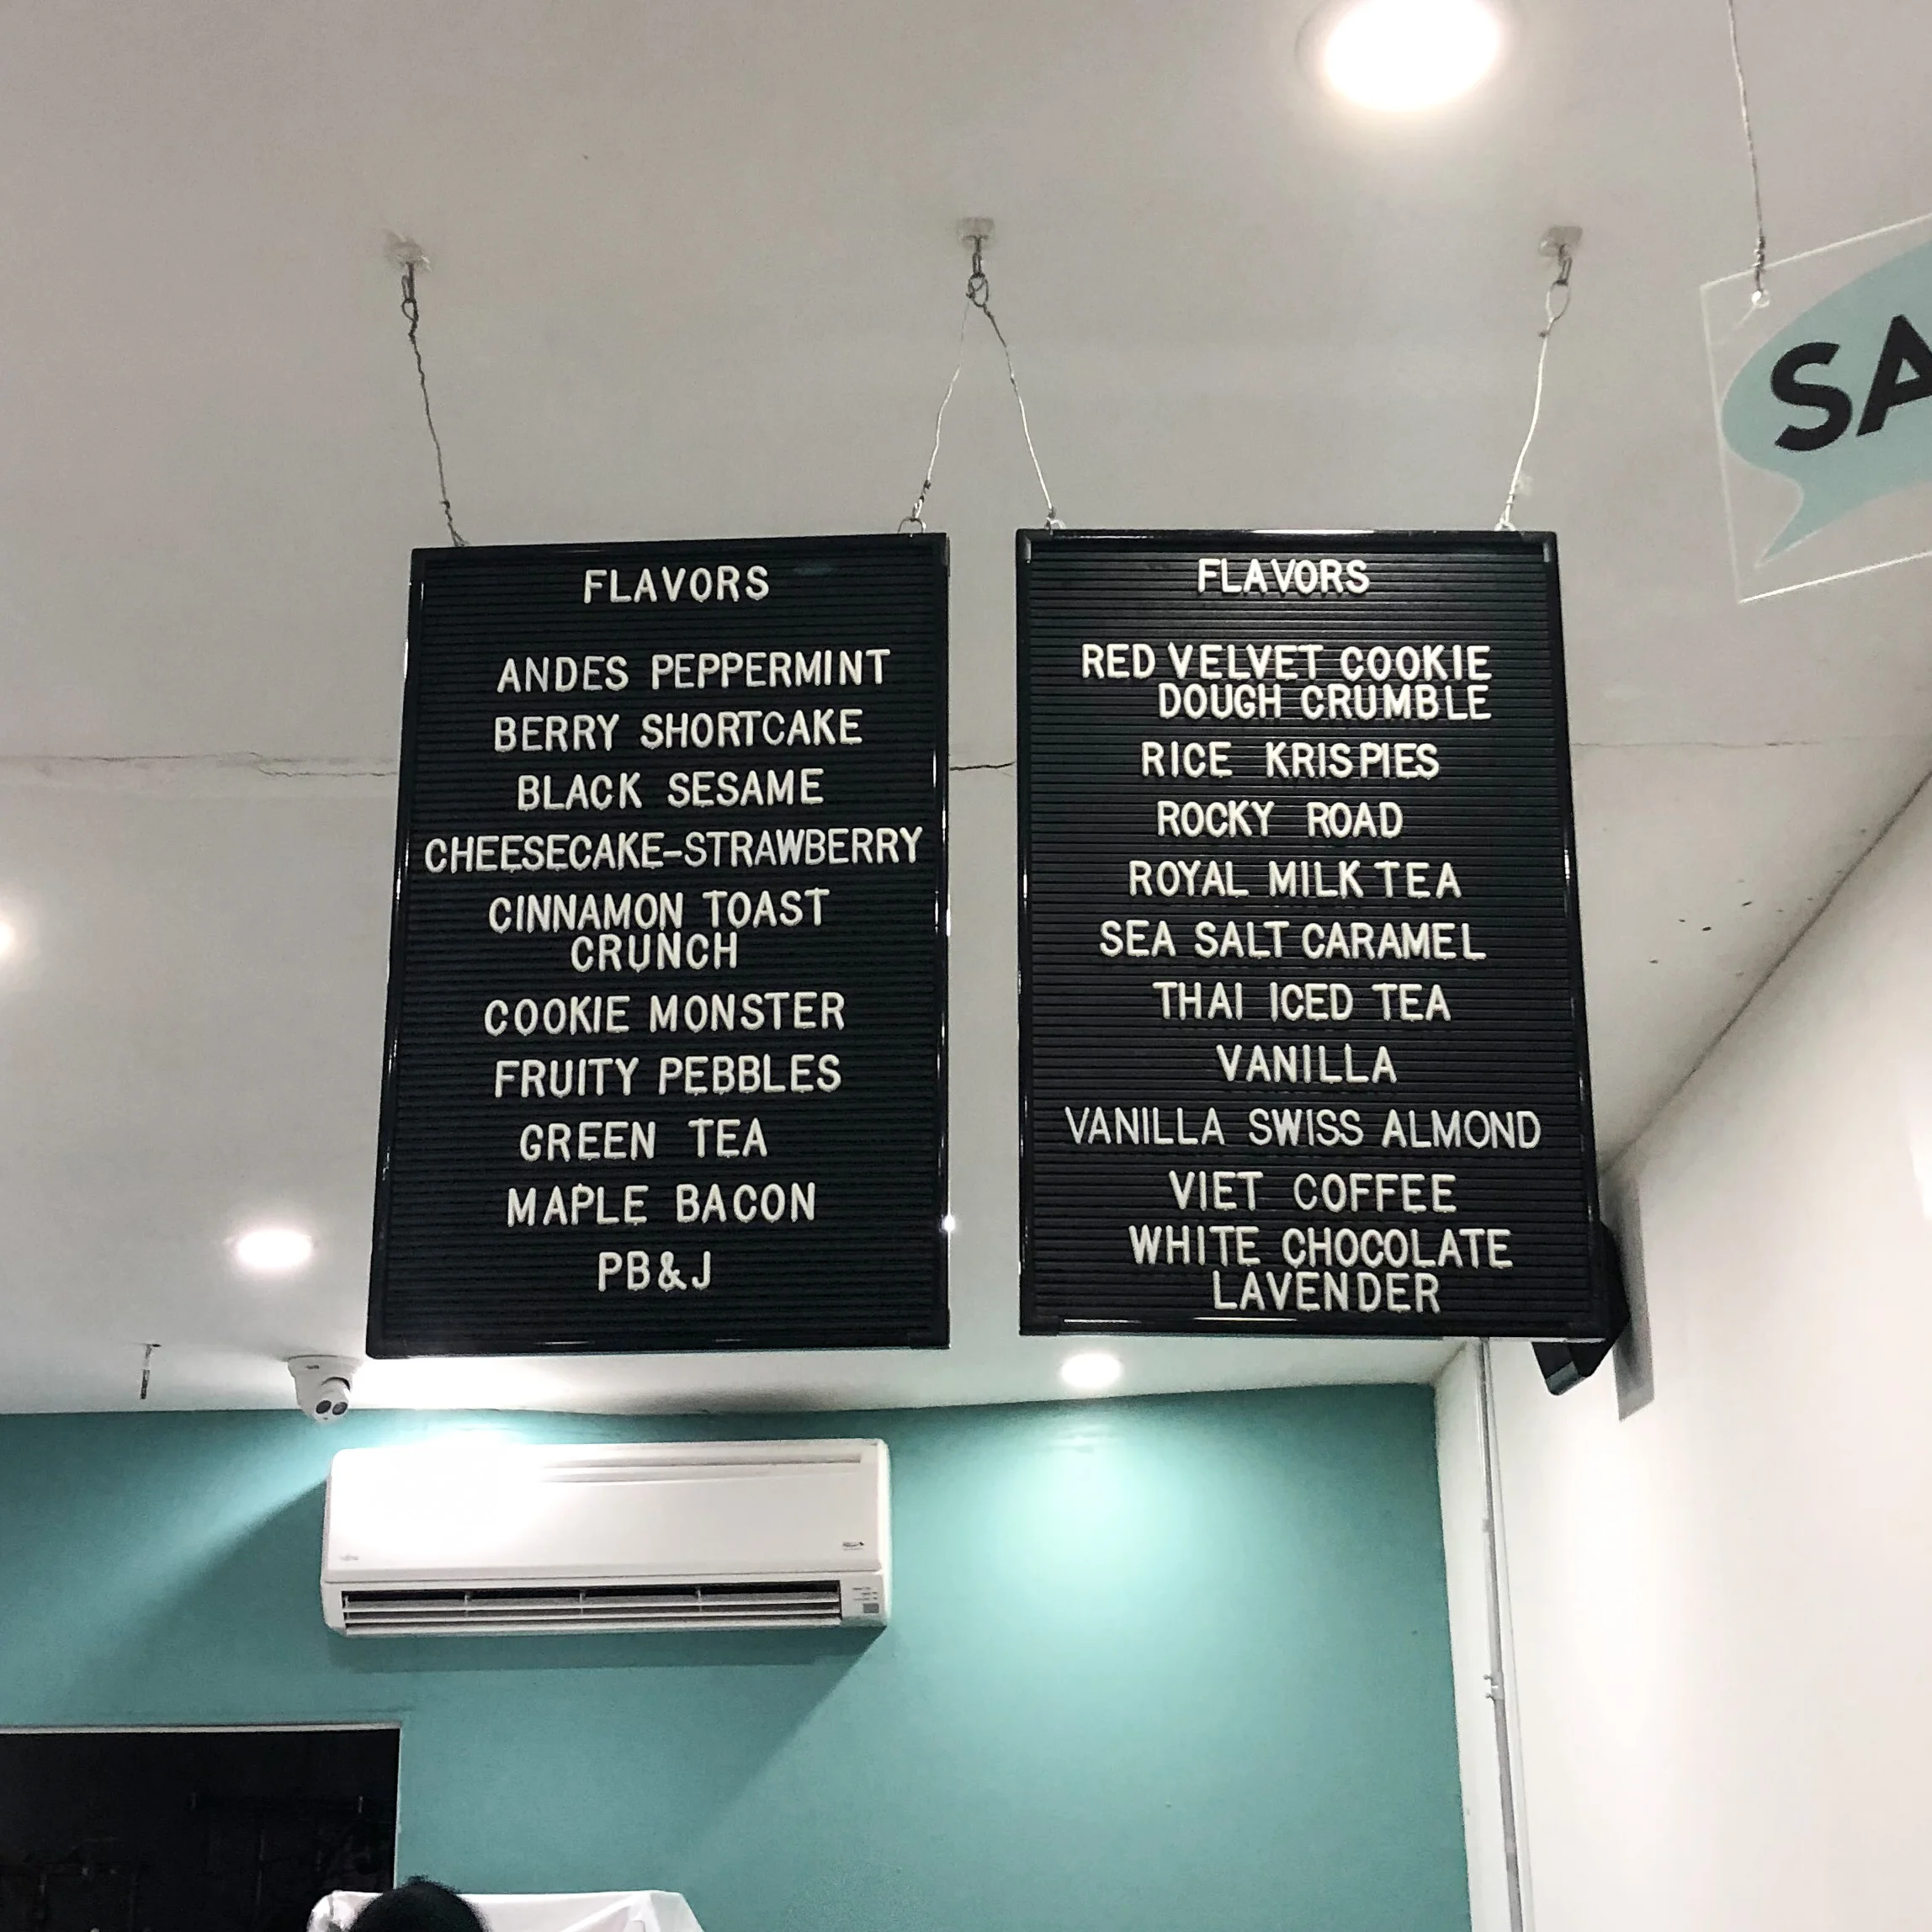 FLAVORS
ANDES PEPPERMINT
BERRY SHORTCAKE
BLACK SESAME
CHEESECAKE-STRAWBERRY
CINNAMON TOAST
CRUNCH
COOKIE MONSTER
FRUITY PEBBLES
GREEN TEA
MAPLE BACON
PB&J
FLAVORS
RED VELVET COOKIE
DOUGH CRUMBLE
RICE KRISPIES
ROCKY ROAD
ROYAL MILK TEA
SEA SALT CARAMEL
THAI ICED TEA
VANILLA
VANILLA SWISS ALMOND
VIET COFFEE
WHITE CHOCOLATE
LAVENDER
SA